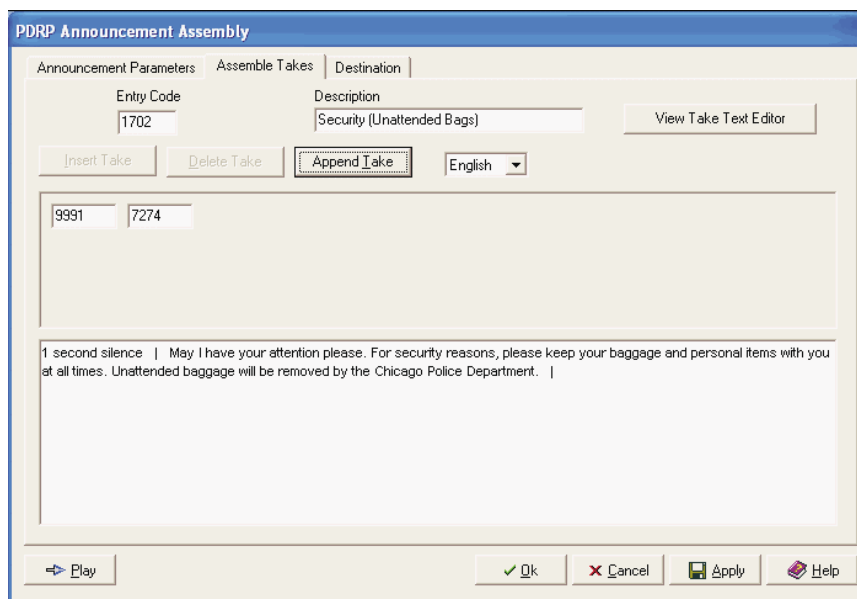 PDRP Announcement Assembly
Announcement Parameters Assemble Takes Destination
Entry Code Description
1702 Security (Unattended Bags) View Take Text Editor
Insert Take Delete Take Append Take English
9991 7274
1 second silence | May I have your attention please. For security reasons, please keep your baggage and personal items with you
at all times. Unattended baggage will be removed by the Chicago Police Department. |
Play Ok Cancel Apply Help